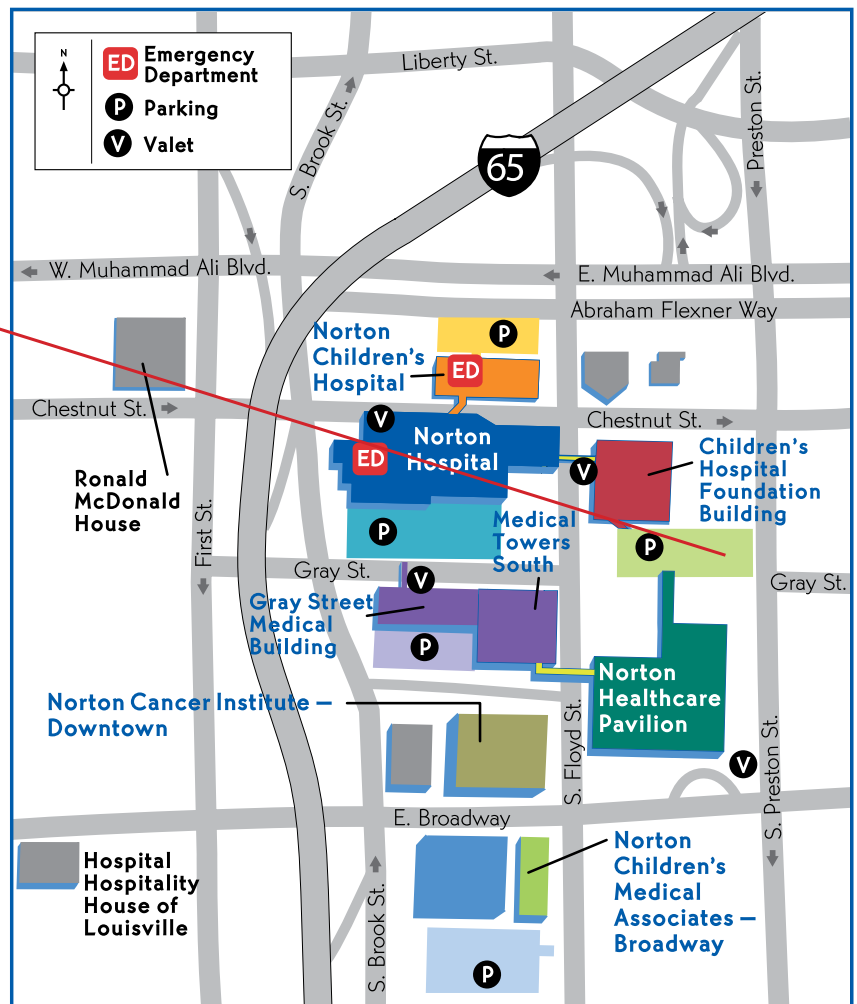 N
ED Emergency
Department
P Parking
V Valet
Liberty St.
S. Brook St.
Preston St.
65
W. Muhammad Ali Blvd.
E. Muhammad Ali Blvd.
Abraham Flexner Way
P
Norton
Children's
Hospital
ED
Chestnut St.
Chestnut St.
V
Norton
Hospital
ED
V
Children's
Hospital
Foundation
Building
Ronald
McDonald
House
First St.
P
Medical
Towers
South
P
Gray St.
V
Gray St.
Gray Street
Medical
Building
P
Norton
Healthcare
Pavilion
Norton Cancer Institute –
Downtown
S. Floyd St.
S. Preston St.
V
E. Broadway
Hospital
Hospitality
House of
Louisville
Norton
Children's
Medical
Associates –
Broadway
S. Brook St.
P